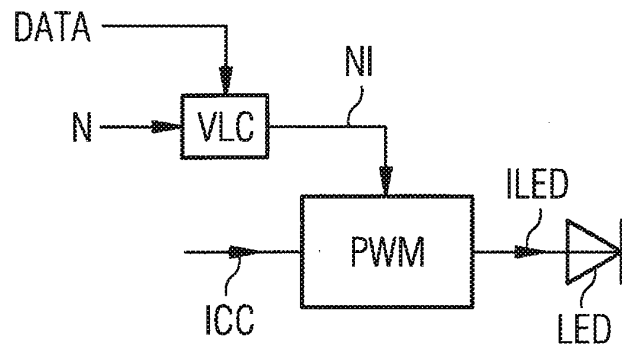 DATA
NI
N
VLC
ILED
PWM
ICC
LED